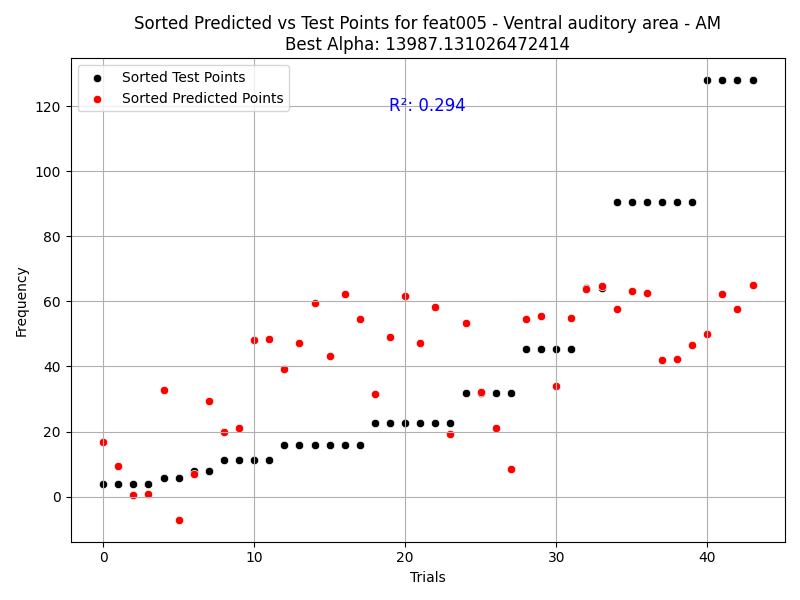 Sorted Predicted vs Test Points for feat005 - Ventral auditory area - AM
Best Alpha: 13987.131026472414
Sorted Test Points
Sorted Predicted Points
R²: 0.294
120
100
80
60
40
20
0
Frequency
0 10 20 30 40
Trials